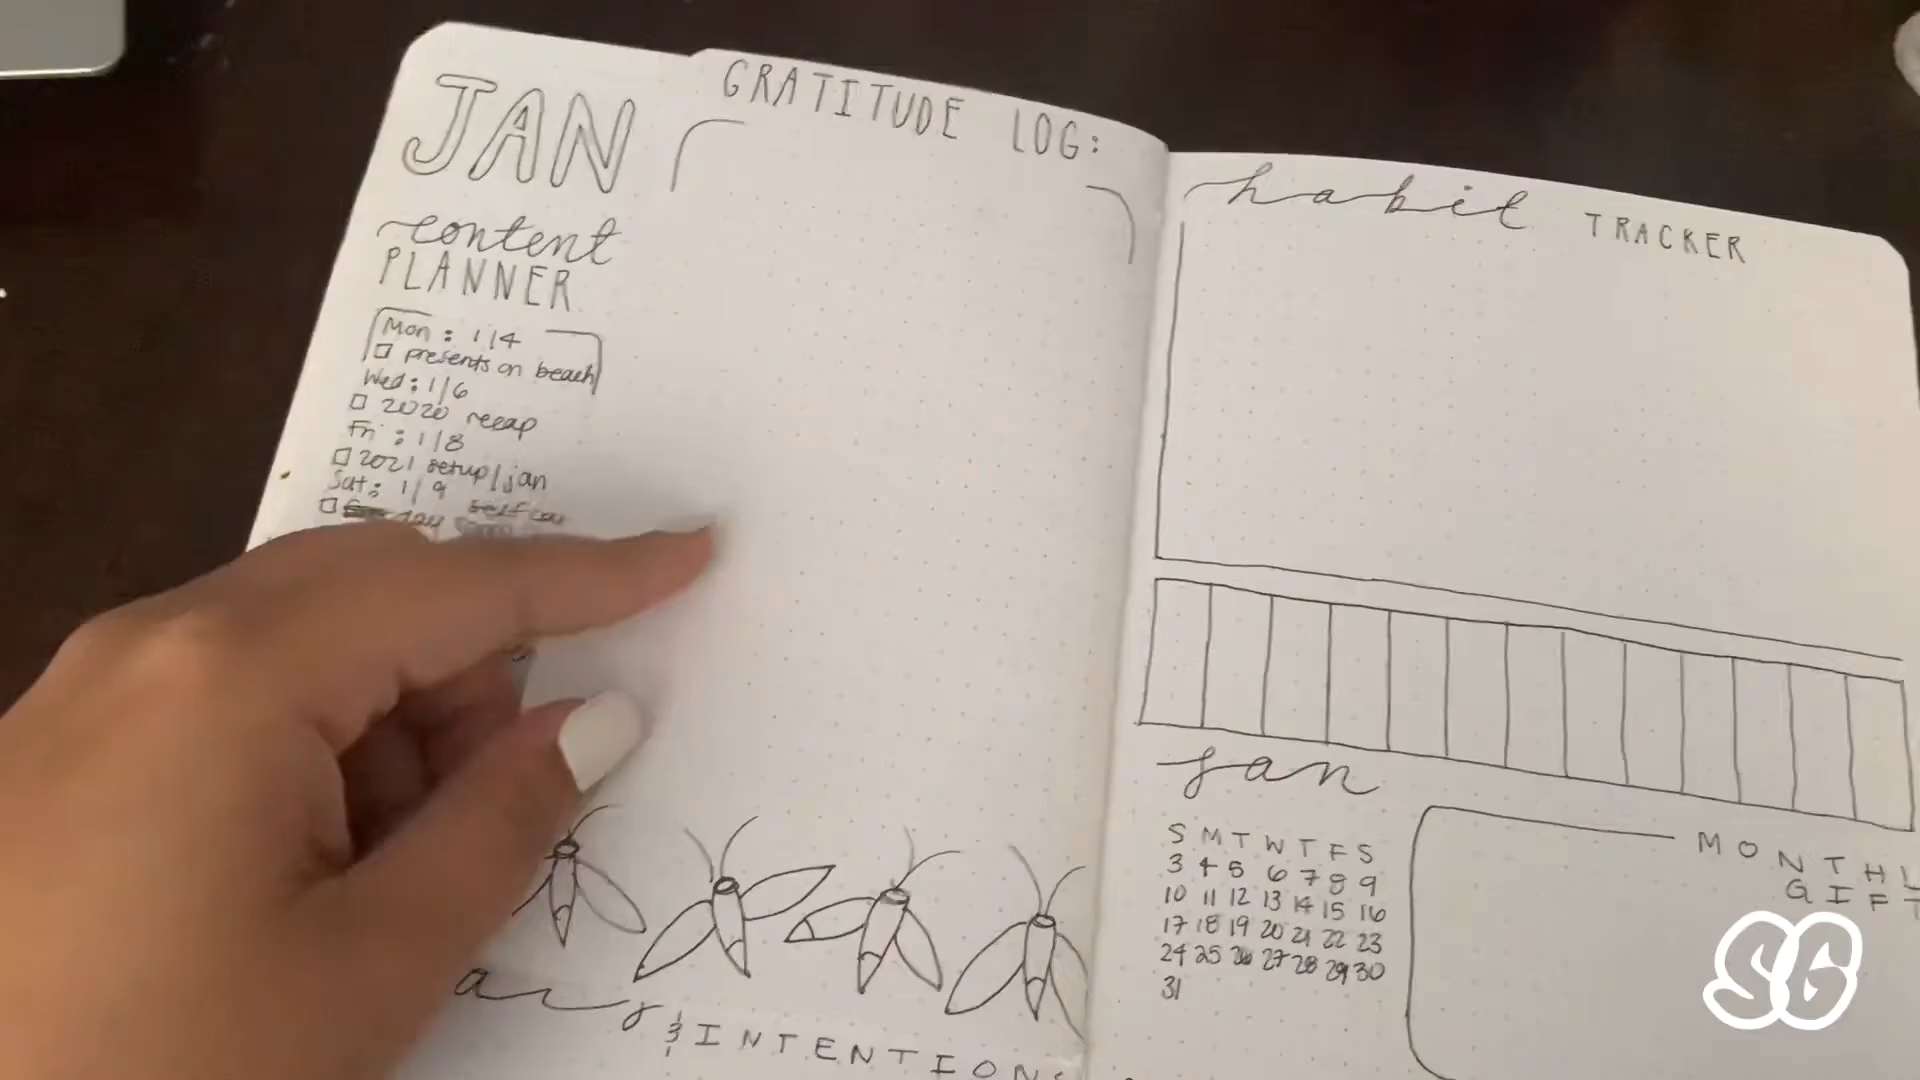 JAN
content
PLANNER
Mon: 1/4
presents on beach
Wed: 1/6
2020 recap
Fri: 1/8
2021 setup/jan
Sat: 1/9
GRATITUDE LOG:
& INTENTIONS
habit TRACKER
jan
S M T W T F S
3 4 5 6 7 8 9
10 11 12 13 14 15 16
17 18 19 20 21 22 23
24 25 26 27 28 29 30
31
MONTHL
GIFT
SG